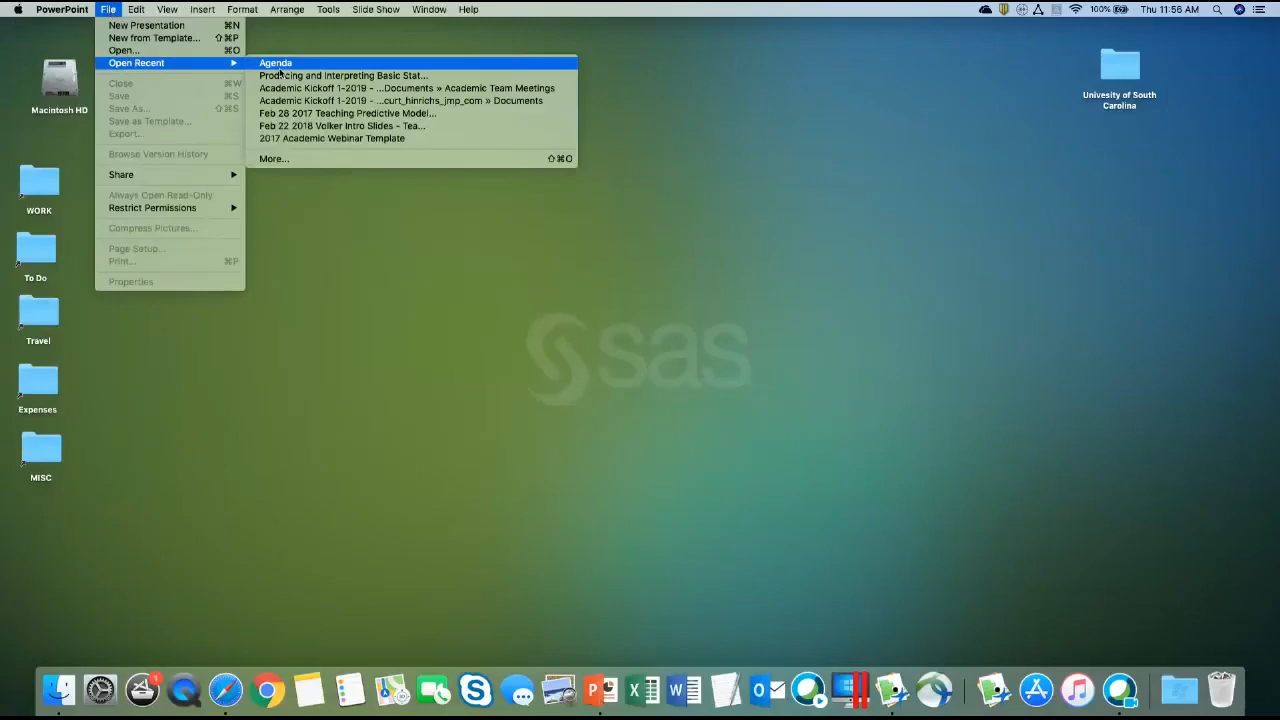 PowerPoint File Edit View Insert Format Arrange Tools Slide Show Window Help 100% Thu 11:56 AM
New Presentation ⌘N
New from Template... ⇧⌘P
Open... ⌘O
Open Recent
Close ⌘W
Save ⌘S
Save As... ⇧⌘S
Save as Template...
Export...
Browse Version History
Share
Always Open Read-Only
Restrict Permissions
Compress Pictures...
Page Setup...
Print... ⌘P
Properties
Agenda
Producing and Interpreting Basic Stat...
Academic Kickoff 1-2019 - ...Documents » Academic Team Meetings
Academic Kickoff 1-2019 - ...curt_hinrichs_jmp_com » Documents
Feb 28 2017 Teaching Predictive Model...
Feb 22 2018 Volker Intro Slides - Tea...
2017 Academic Webinar Template
More... ⇧⌘O
Macintosh HD
WORK
To Do
Travel
Expenses
MISC
Univesity of South
Carolina
sas
1